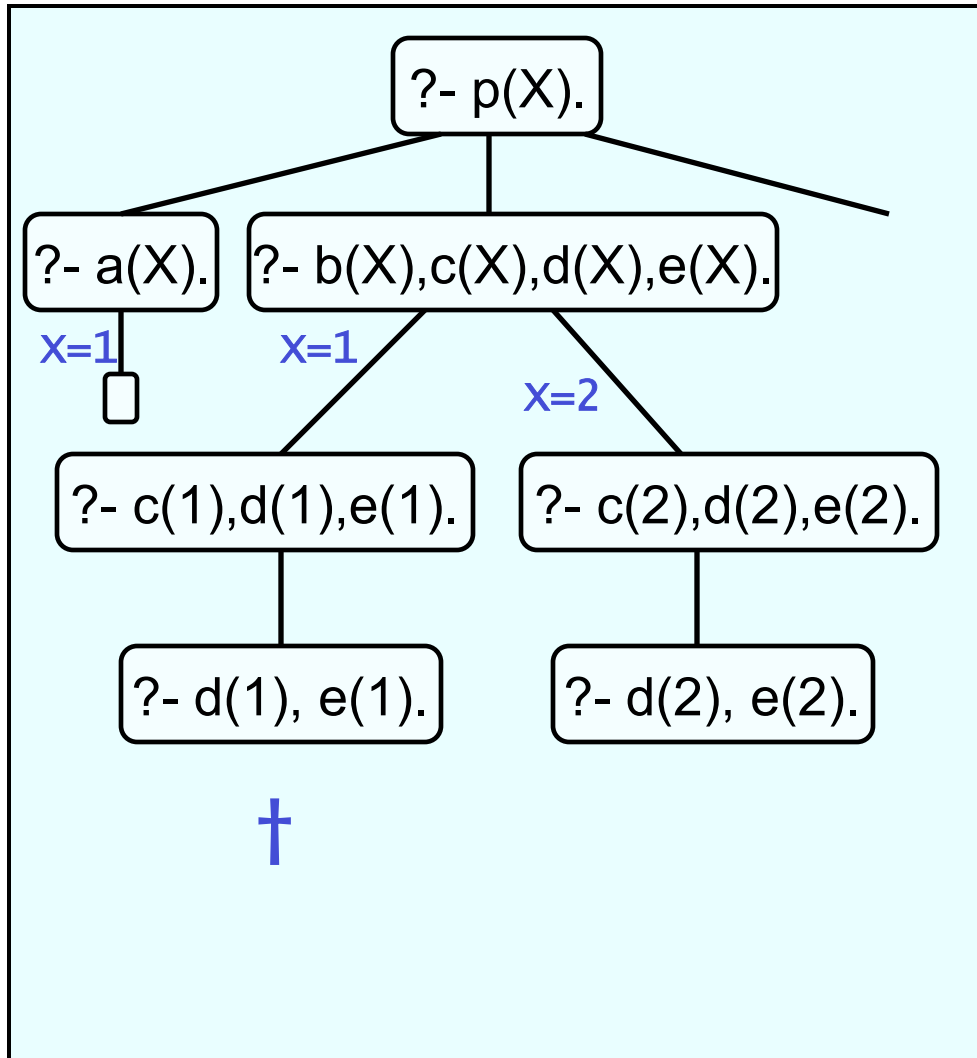 ?- p(X).
?- a(X).
?- b(X),c(X),d(X),e(X).
X=1
X=1
X=2
?- c(1),d(1),e(1).
?- c(2),d(2),e(2).
?- d(1), e(1).
?- d(2), e(2).
†